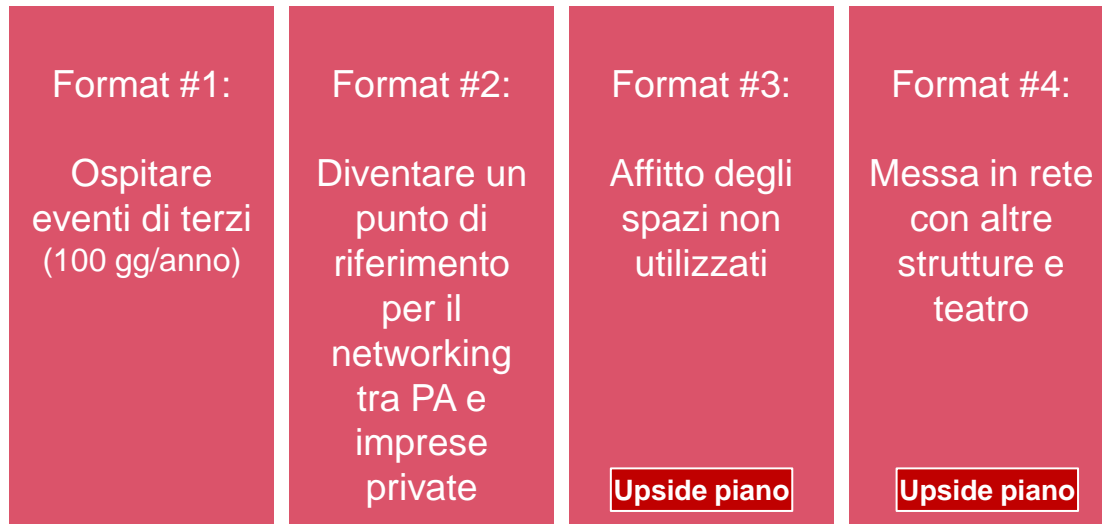 Format #1:
Ospitare
eventi di terzi
(100 gg/anno)
Format #2:
Diventare un
punto di
riferimento
per il
networking
tra PA e
imprese
private
Format #3:
Affitto degli
spazi non
utilizzati
Upside piano
Format #4:
Messa in rete
con altre
strutture e
teatro
Upside piano